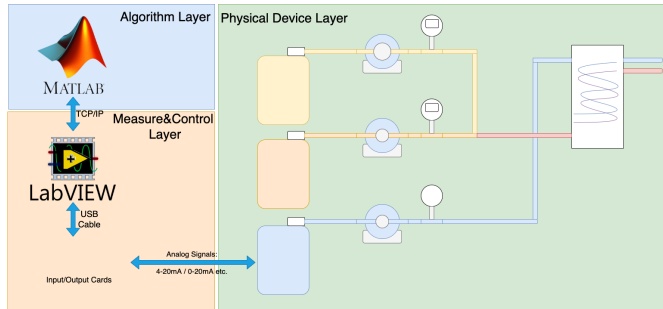 Algorithm Layer
Physical Device Layer
MATLAB
TCP/IP
Measure&Control
Layer
LabVIEW
USB
Cable
Analog Signals:
4-20mA / 0-20mA etc.
Input/Output Cards